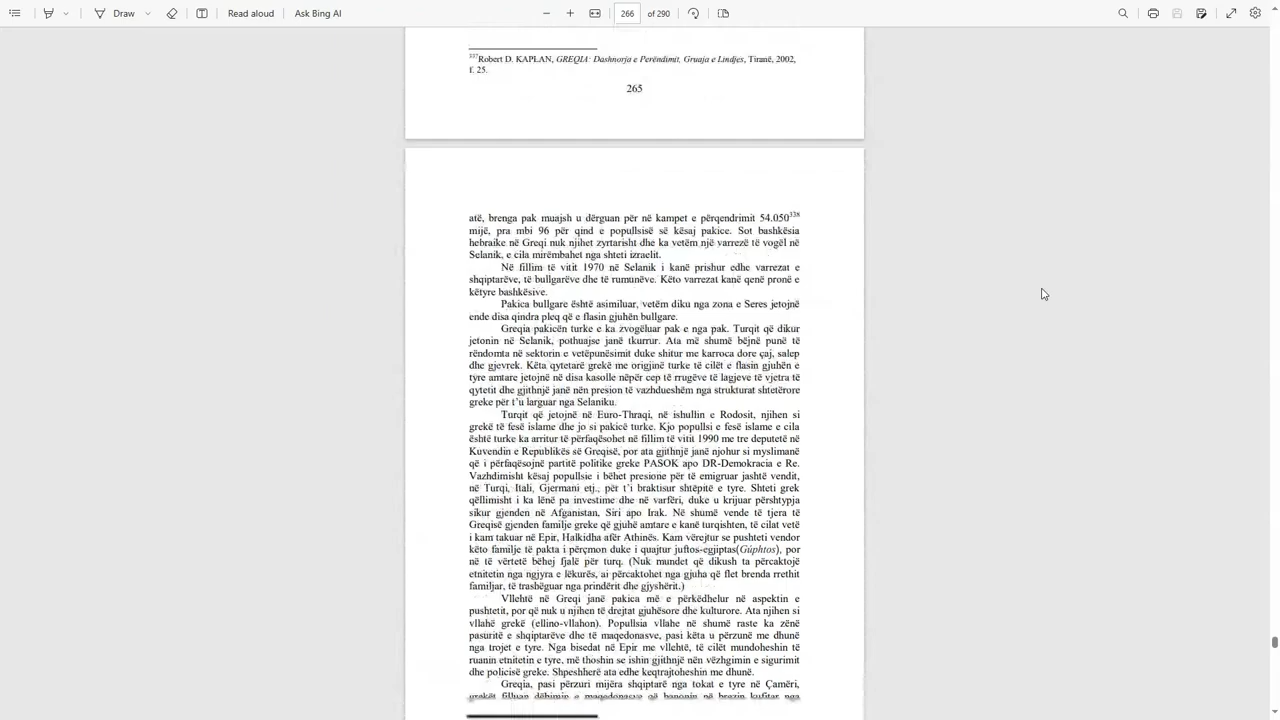 Draw
Read aloud
Ask Bing AI
266 of 290
337Robert D. KAPLAN, GREQIA: Dashnorja e Perëndimit, Gruaja e Lindjes, Tiranë, 2002,
f. 25.
265
atë, brenga pak muajsh u dërguan për në kampet e përqendrimit 54.050338
mijë, pra mbi 96 për qind e popullsisë së kësaj pakice. Sot bashkësia
hebraike në Greqi nuk njihet zyrtarisht dhe ka vetëm një varrezë të vogël në
Selanik, e cila mirëmbahet nga shteti izraelit.
Në fillim të vitit 1970 në Selanik i kanë prishur edhe varrezat e
shqiptarëve, të bullgarëve dhe të rumunëve. Këto varrezat kanë qenë pronë e
këtyre bashkësive.
Pakica bullgare është asimiluar, vetëm diku nga zona e Seres jetojnë
ende disa qindra pleq që e flasin gjuhën bullgare.
Greqia pakicën turke e ka zvogëluar pak e nga pak. Turqit që dikur
jetonin në Selanik, pothuajse janë tkurrur. Ata më shumë bëjnë punë të
rëndomta në sektorin e vetëpunësimit duke shitur me karroca dore çaj, salep
dhe gjevrek. Këta qytetarë grekë me origjinë turke të cilët e flasin gjuhën e
tyre amtare jetojnë në disa kasolle nëpër cep të rrugëve të lagjeve të vjetra të
qytetit dhe gjithnjë janë nën presion të vazhdueshëm nga strukturat shtetërore
greke për t’u larguar nga Selaniku.
Turqit që jetojnë në Euro-Thraqi, në ishullin e Rodosit, njihen si
grekë të fesë islame dhe jo si pakicë turke. Kjo popullsi e fesë islame e cila
është turke ka arritur të përfaqësohet në fillim të vitit 1990 me tre deputetë në
Kuvendin e Republikës së Greqisë, por ata gjithnjë janë njohur si myslimanë
që i përfaqësojnë partitë politike greke PASOK apo DR-Demokracia e Re.
Vazhdimisht kësaj popullsie i bëhet presione për të emigruar jashtë vendit,
në Turqi, Itali, Gjermani etj., për t’i braktisur shtëpitë e tyre. Shteti grek
qëllimisht i ka lënë pa investime dhe në varfëri, duke u krijuar përshtypja
sikur gjenden në Afganistan, Siri apo Irak. Në shumë vende të tjera të
Greqisë gjenden familje greke që gjuhë amtare e kanë turqishten, të cilat vetë
i kam takuar në Epir, Halkidha afër Athinës. Kam vërejtur se pushteti vendor
këto familje të pakta i përçmon duke i quajtur juftos-egjiptas(Gúphtos), por
në të vërtetë bëhej fjalë për turq. (Nuk mundet që dikush ta përcaktojë
etnitetin nga ngjyra e lëkurës, ai përcaktohet nga gjuha që flet brenda rrethit
familjar, të trashëguar nga prindërit dhe gjyshërit.)
Vllehtë në Greqi janë pakica më e përkëdhelur në aspektin e
pushtetit, por që nuk u njihen të drejtat gjuhësore dhe kulturore. Ata njihen si
vllahë grekë (ellino-vllahon). Popullsia vllahe në shumë raste ka zënë
pasuritë e shqiptarëve dhe të maqedonasve, pasi këta u përzunë me dhunë
nga trojet e tyre. Nga bisedat në Epir me vllehtë, të cilët mundoheshin të
ruanin etnitetin e tyre, më thoshin se ishin gjithnjë nën vëzhgimin e sigurimit
dhe policisë greke. Shpeshherë ata edhe keqtrajtoheshin me dhunë.
Greqia, pasi përzuri mijëra shqiptarë nga tokat e tyre në Çamëri,
grekët filluan dëbimin e maqedonasve që banonin në brezin kufitar nga